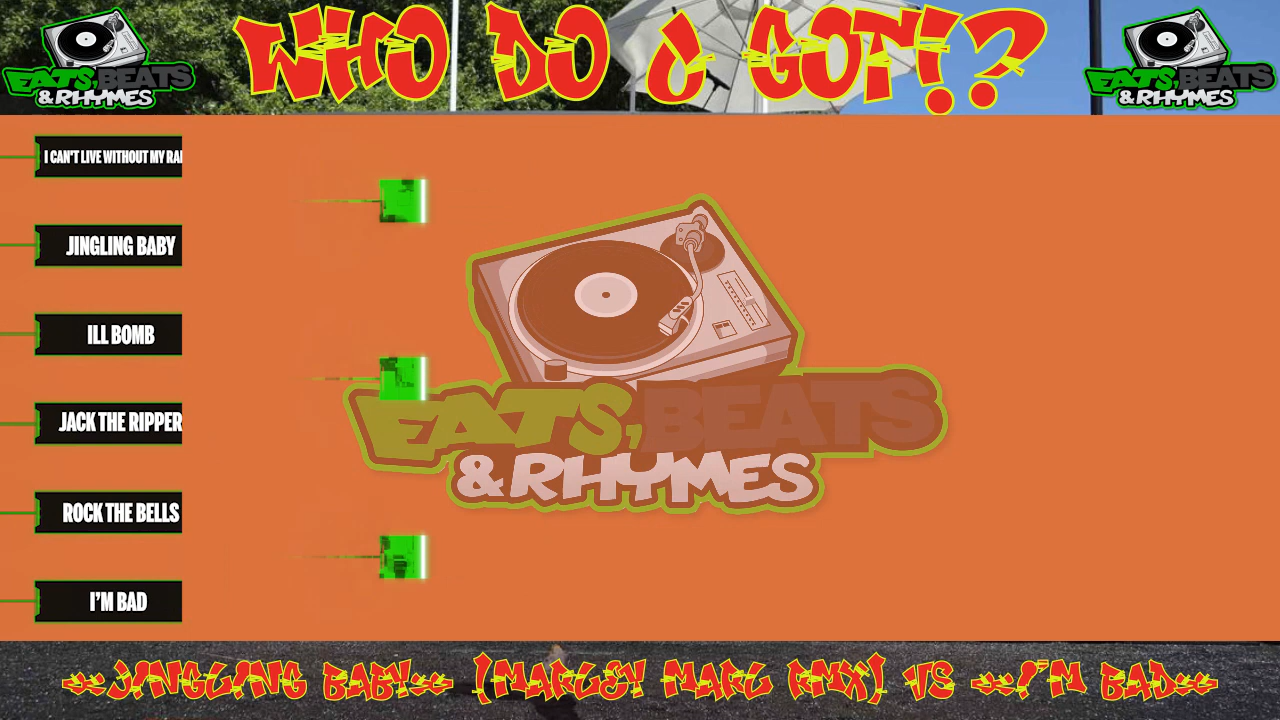 WHO DO U GOT!?
EATS, BEATS
& RHYMES
EATS, BEATS
& RHYMES
I CAN'T LIVE WITHOUT MY RA
JINGLING BABY
ILL BOMB
JACK THE RIPPER
ROCK THE BELLS
I'M BAD
EATS, BEATS
& RHYMES
<<JINGLING BABY>> (MARLEY MARL RMX) VS <<I'M BAD>>